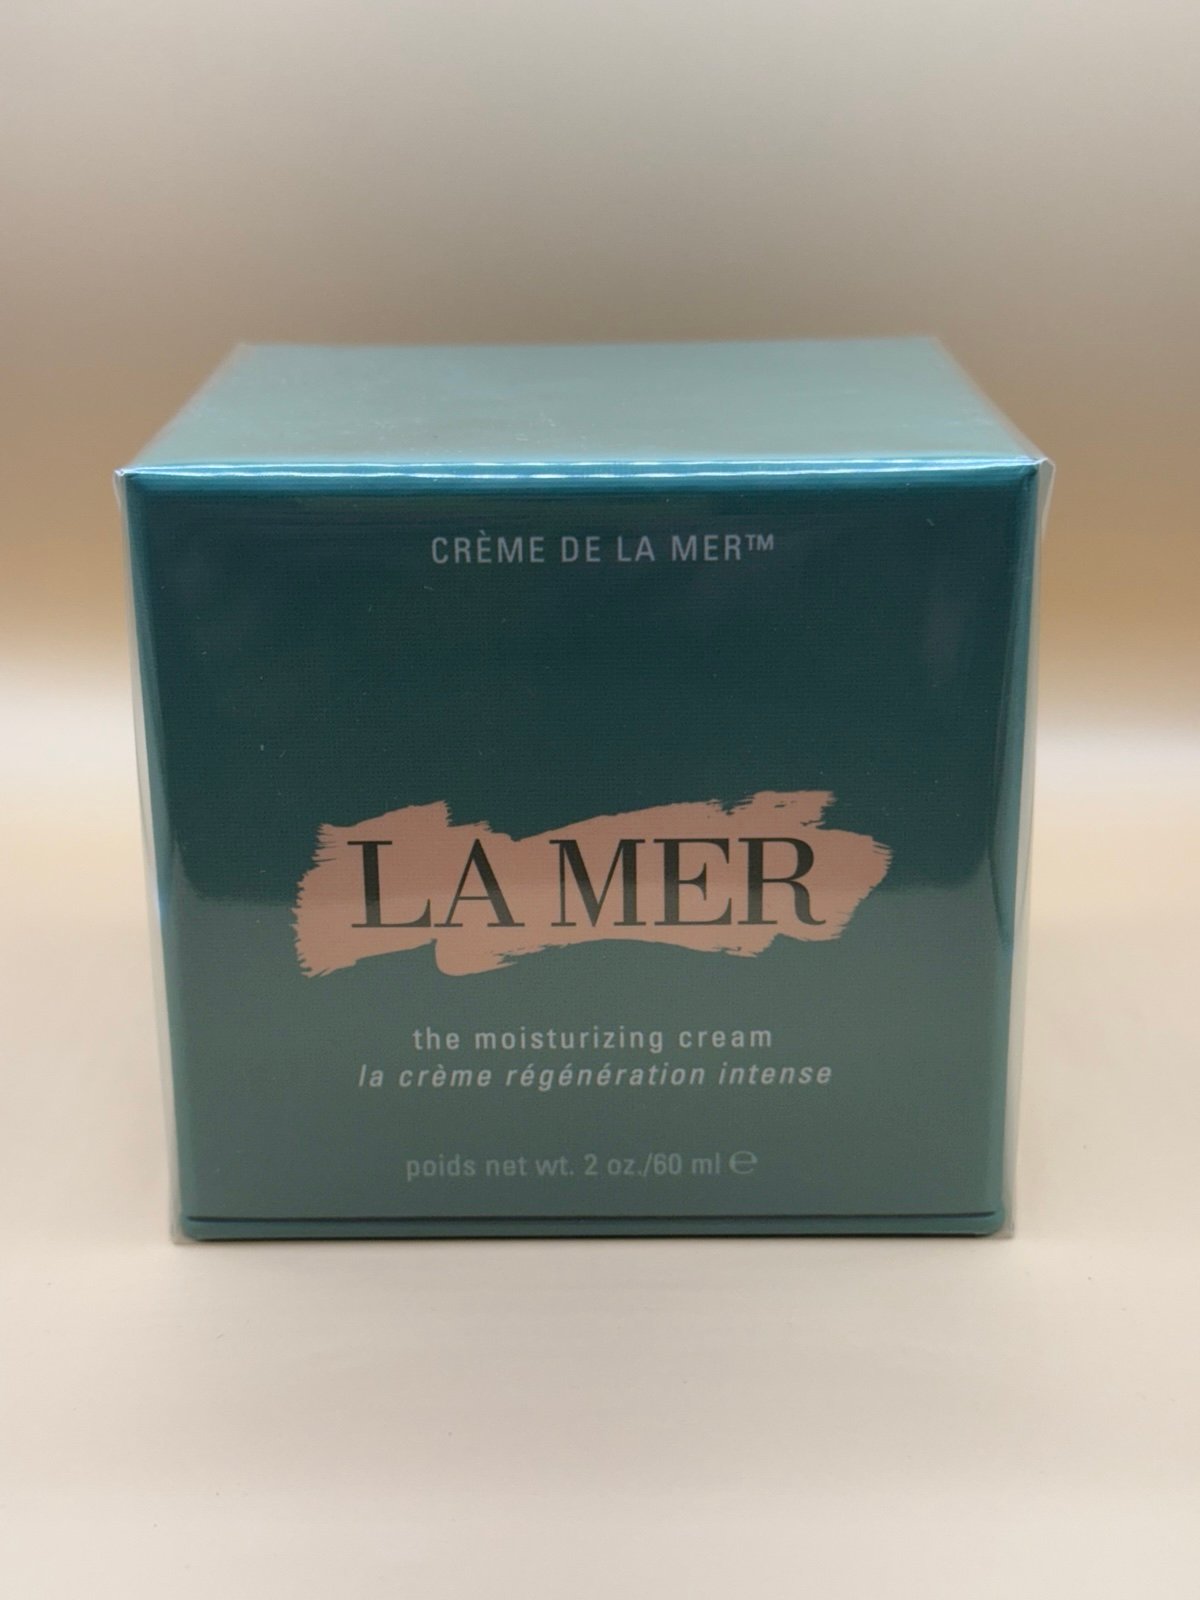 CRÈME DE LA MER™
LA MER
the moisturizing cream
la crème régénération intense
poids net wt. 2 oz./60 ml ℮